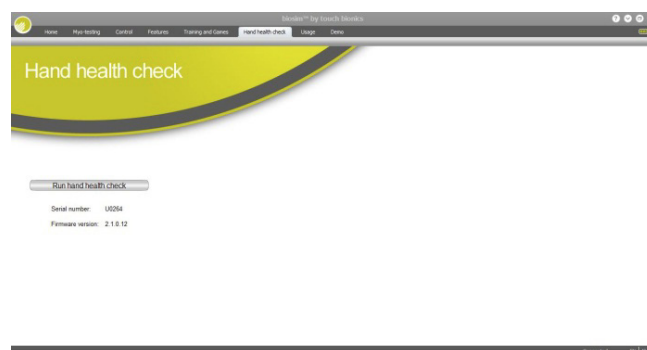 biosim™ by touch bionics
Home Myo-testing Control Features Training and Games Hand health check Usage Demo
Hand health check
Run hand health check
Serial number: U0264
Firmware version: 2.1.0.12